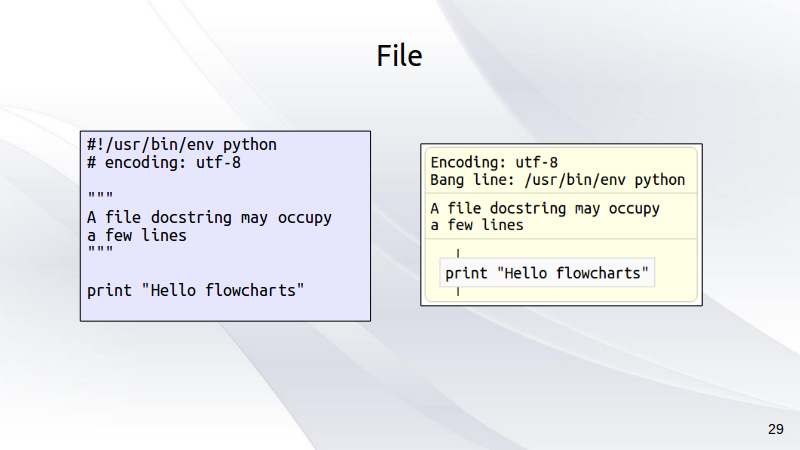 File
#!/usr/bin/env python
# encoding: utf-8
"""
A file docstring may occupy
a few lines
"""
print "Hello flowcharts"
Encoding: utf-8
Bang line: /usr/bin/env python
A file docstring may occupy
a few lines
print "Hello flowcharts"
29